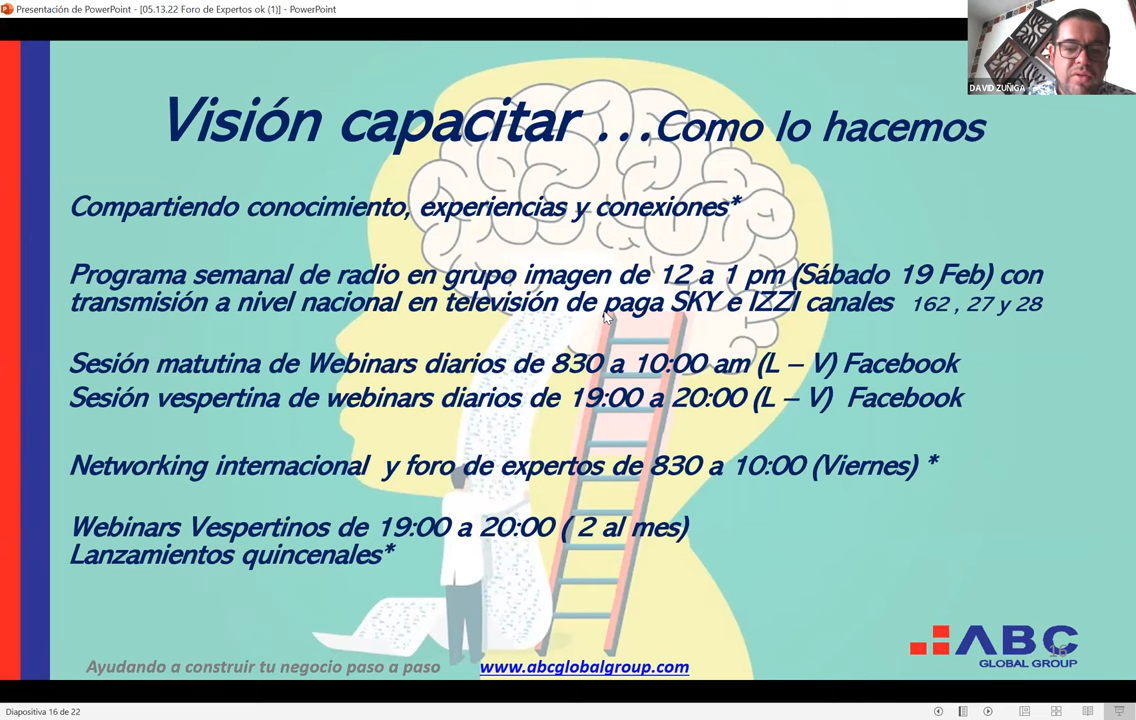 Presentación de PowerPoint - [05.13.22 Foro de Expertos ok (1)] - PowerPoint
DAVID ZUÑIGA
Visión capacitar ...Como lo hacemos
Compartiendo conocimiento, experiencias y conexiones*
Programa semanal de radio en grupo imagen de 12 a 1 pm (Sábado 19 Feb) con
transmisión a nivel nacional en televisión de paga SKY e IZZI canales 162 , 27 y 28
Sesión matutina de Webinars diarios de 830 a 10:00 am (L – V) Facebook
Sesión vespertina de webinars diarios de 19:00 a 20:00 (L – V) Facebook
Networking internacional y foro de expertos de 830 a 10:00 (Viernes) *
Webinars Vespertinos de 19:00 a 20:00 ( 2 al mes)
Lanzamientos quincenales*
ABC
16
GLOBAL GROUP
Ayudando a construir tu negocio paso a paso www.abcglobalgroup.com
Diapositiva 16 de 22